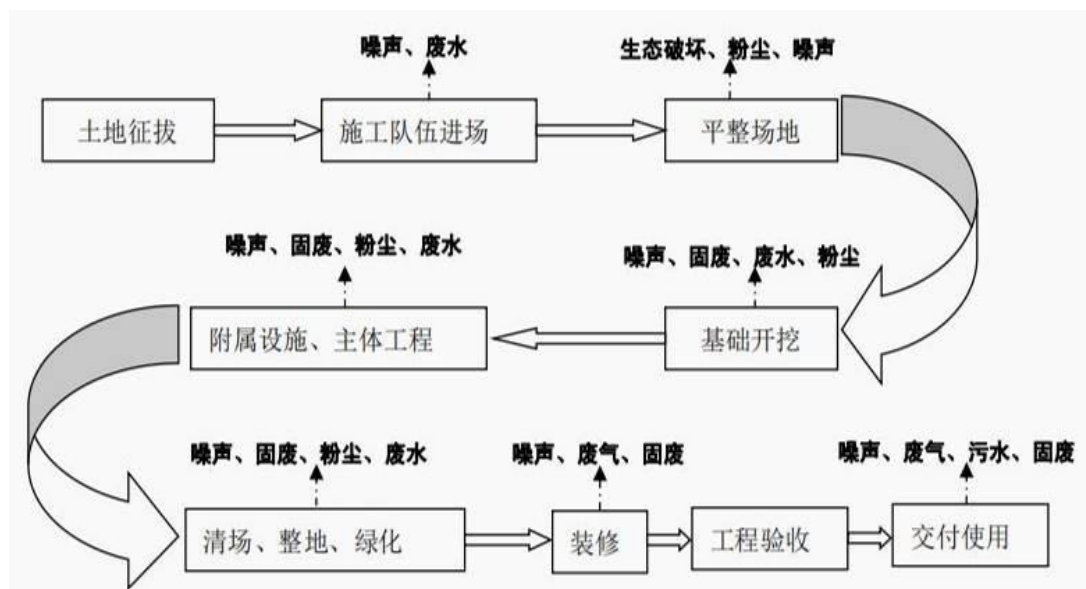 噪声、废水
生态破坏、粉尘、噪声
土地征拔
施工队伍进场
平整场地
噪声、固废、粉尘、废水
噪声、固废、废水、粉尘
附属设施、主体工程
基础开挖
噪声、固废、粉尘、废水
噪声、废气、固废
噪声、废气、污水、固废
清场、整地、绿化
装修
工程验收
交付使用